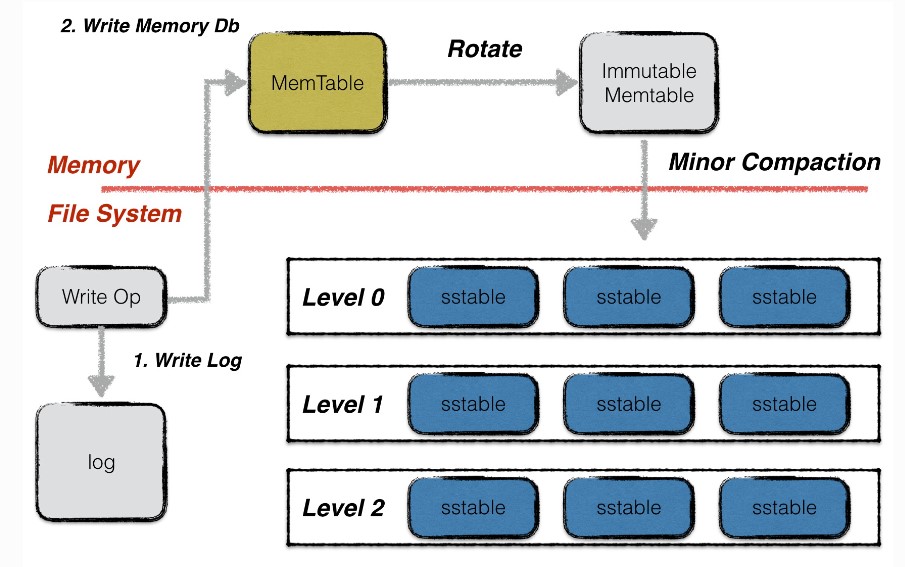 2. Write Memory Db
MemTable
Rotate
Immutable
Memtable
Memory
Minor Compaction
File System
Write Op
1. Write Log
log
Level 0
sstable
sstable
sstable
Level 1
sstable
sstable
sstable
Level 2
sstable
sstable
sstable